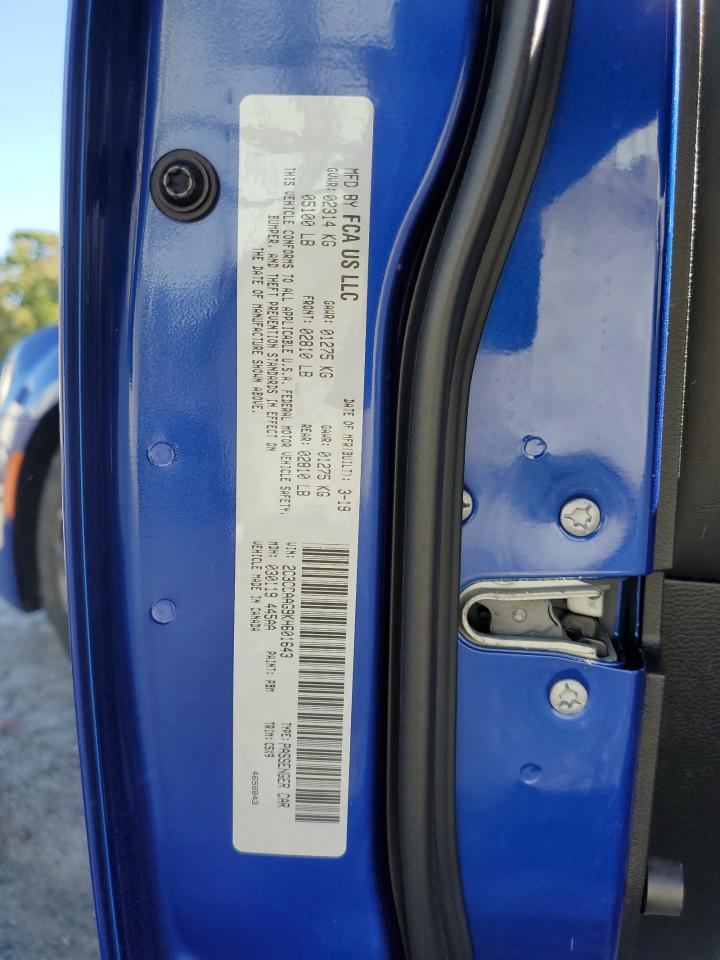 MFD BY FCA US LLC
DATE OF MFR(BUILT): 3-19
GVWR: 02314 KG GAWR: 01275 KG GAWR: 01275 KG
05100 LB FRONT: 02810 LB REAR: 02810 LB
THIS VEHICLE CONFORMS TO ALL APPLICABLE U.S.A. FEDERAL MOTOR VEHICLE SAFETY,
BUMPER, AND THEFT PREVENTION STANDARDS IN EFFECT ON
THE DATE OF MANUFACTURE SHOWN ABOVE.
VIN: 2C3CCAAG9KH601643 TYPE: PASSENGER CAR
MDH: 030119 445AA PAINT: PBM TRIM: C5X9
VEHICLE MADE IN CANADA
4658843